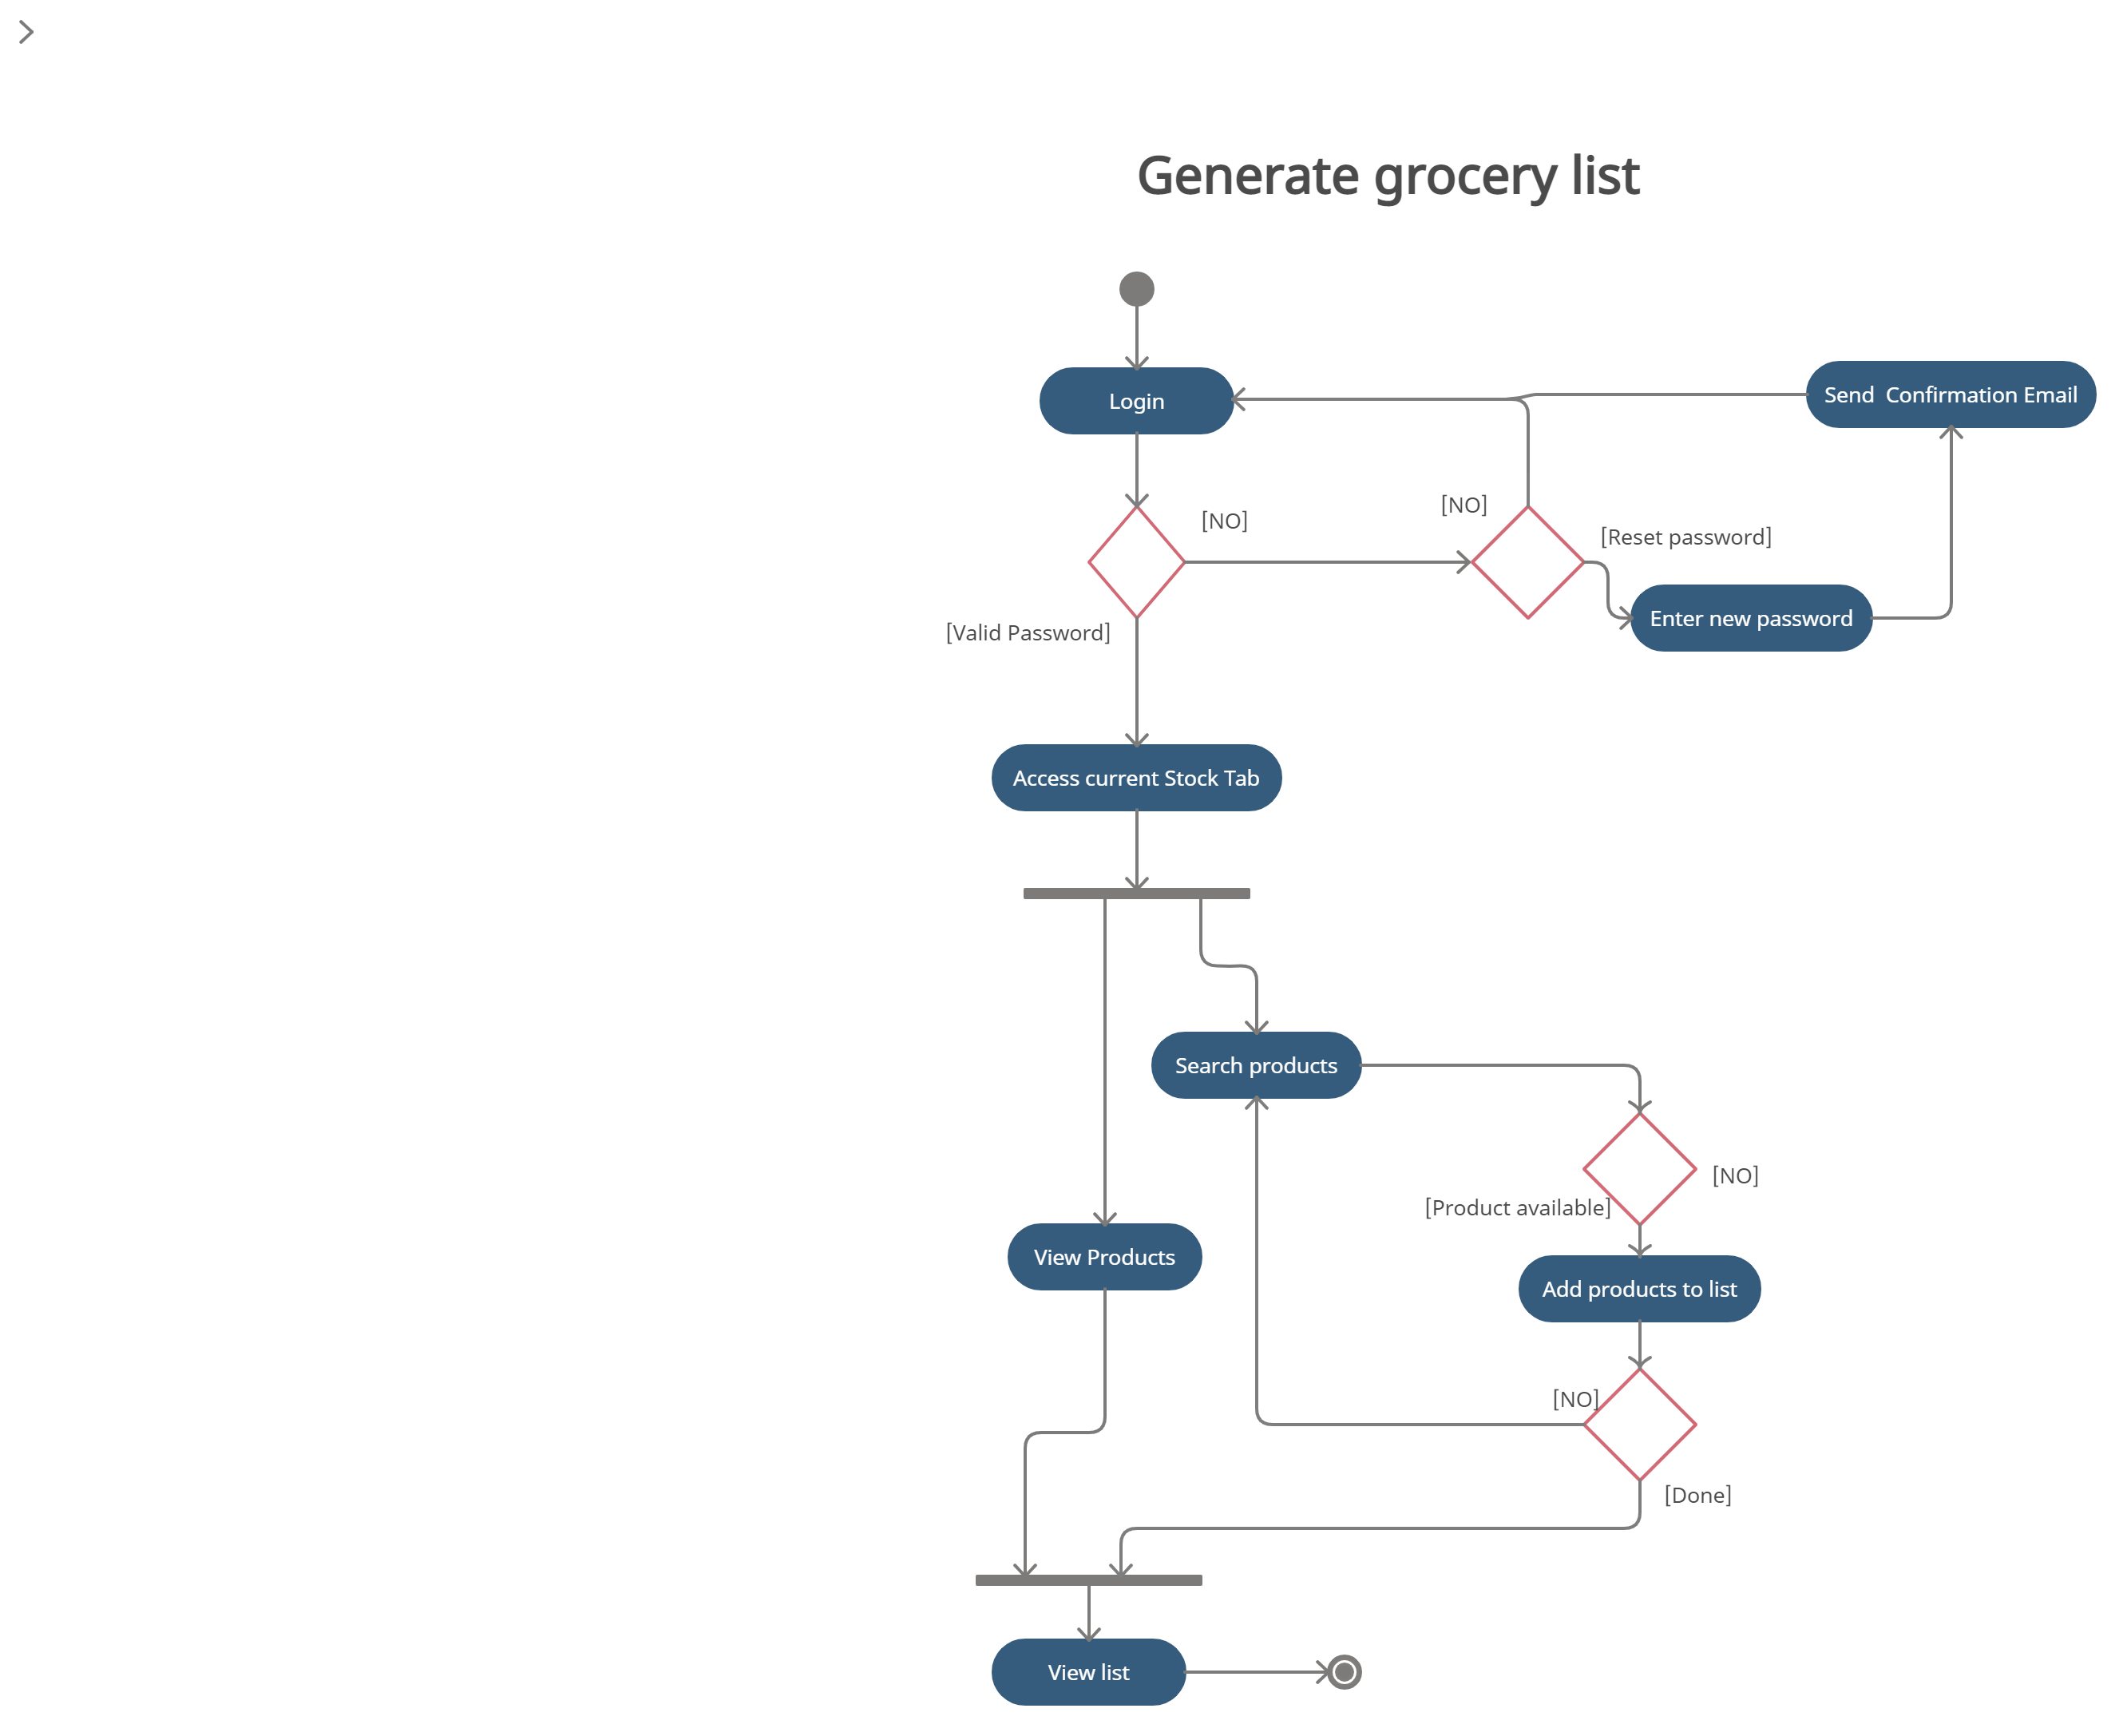 Generate grocery list
Login
Send  Confirmation Email
[NO]
[NO]
[Reset password]
Enter new password
[Valid Password]
Access current Stock Tab
Search products
[NO]
[Product available]
View Products
Add products to list
[NO]
[Done]
View list